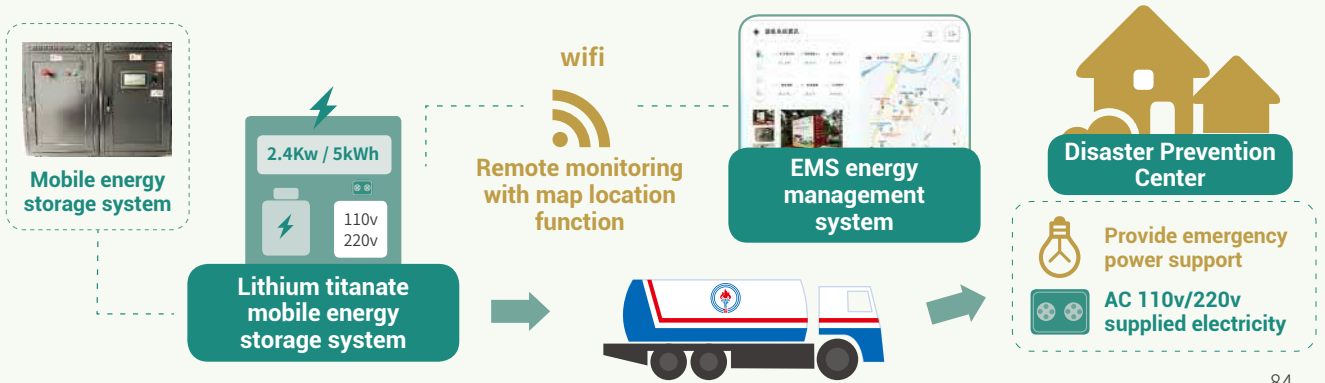 Mobile energy
storage system
2.4Kw / 5kWh
110v
220v
Lithium titanate
mobile energy
storage system
wifi
Remote monitoring
with map location
function
EMS energy
management
system
Disaster Prevention
Center
Provide emergency
power support
AC 110v/220v
supplied electricity
84